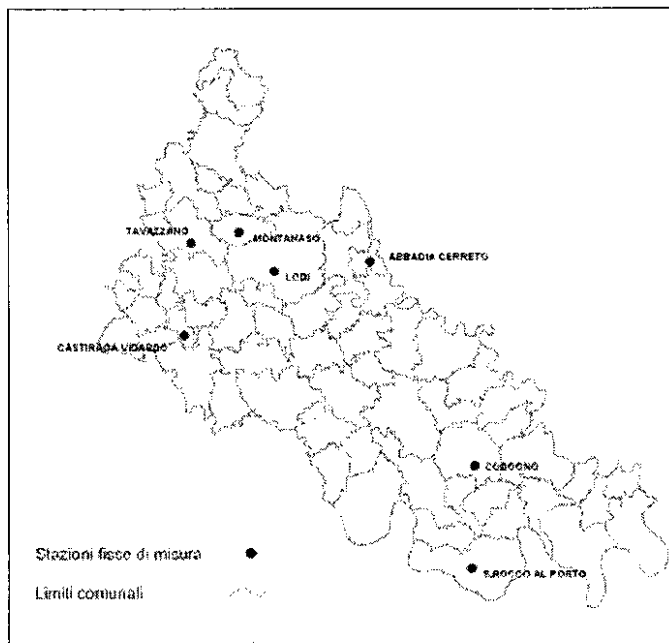 TAVAZZANO
MONTANASO
ABBADIA CERRETO
LODI
CASTIRAGA VIDARDO
CODOGNO
S.ROCCO AL PORTO
Stazioni fisse di misura
Limiti comunali